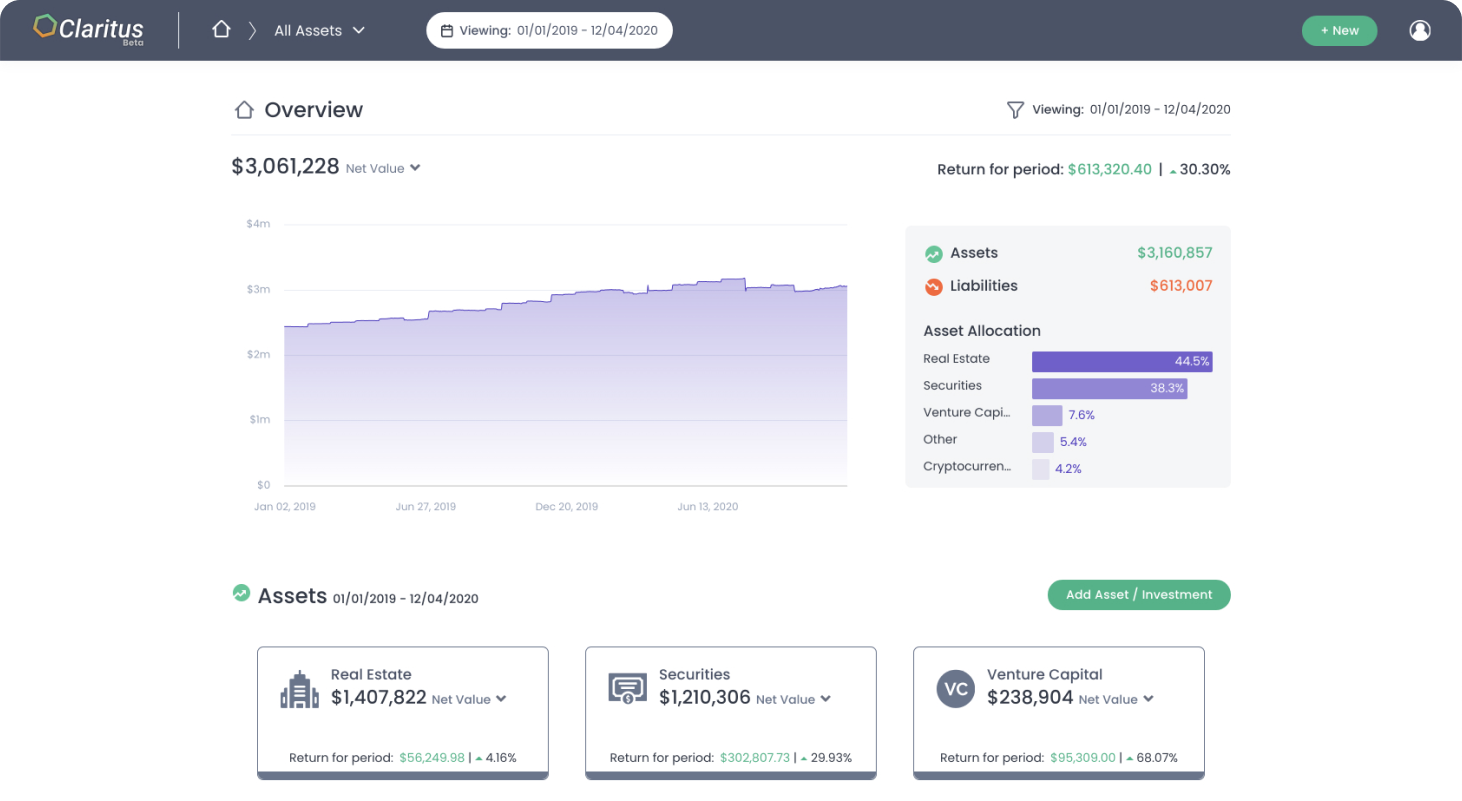 Claritus
Beta
All Assets
Viewing: 01/01/2019 - 12/04/2020
+ New
Overview
Viewing: 01/01/2019 - 12/04/2020
$3,061,228 Net Value
Return for period: $613,320.40 | 30.30%
$4m
$3m
$2m
$1m
$0
Jan 02, 2019
Jun 27, 2019
Dec 20, 2019
Jun 13, 2020
Assets $3,160,857
Liabilities $613,007
Asset Allocation
Real Estate 44.5%
Securities 38.3%
Venture Capi... 7.6%
Other 5.4%
Cryptocurren... 4.2%
Assets 01/01/2019 - 12/04/2020
Add Asset / Investment
Real Estate
$1,407,822 Net Value
Return for period: $56,249.98 | 4.16%
Securities
$1,210,306 Net Value
$
Return for period: $302,807.73 | 29.93%
VC
Venture Capital
$238,904 Net Value
Return for period: $95,309.00 | 68.07%